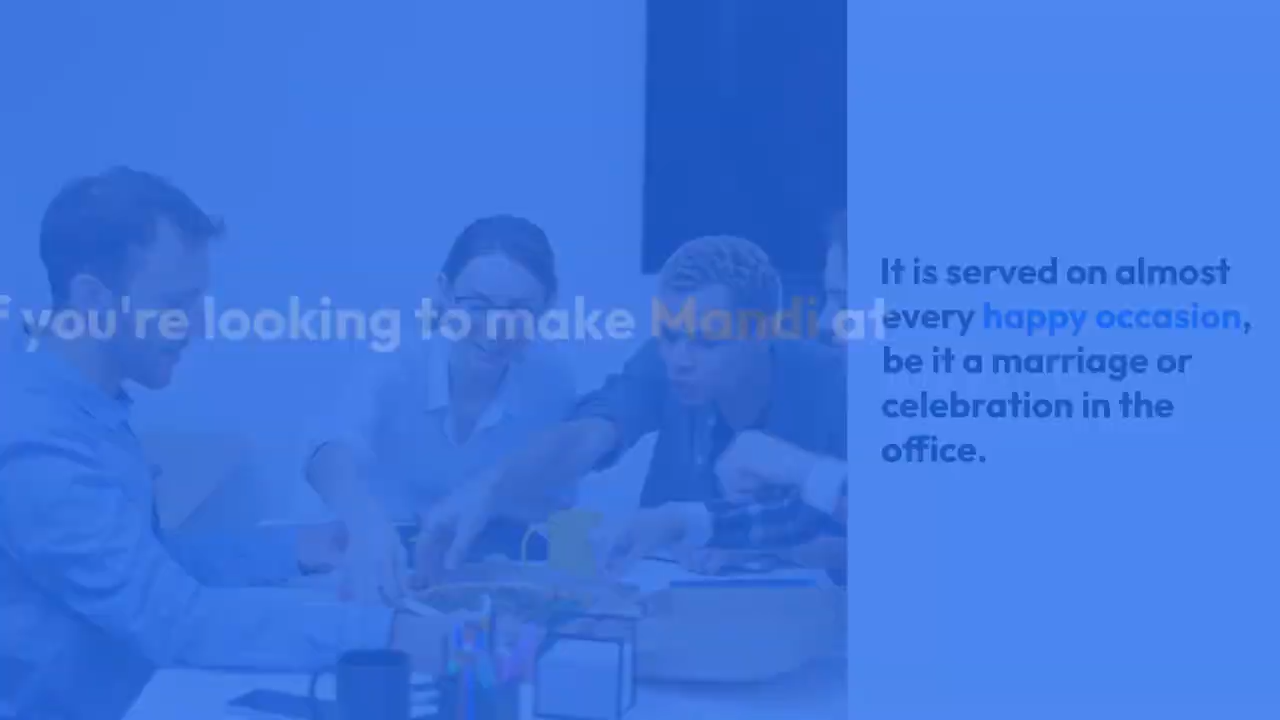 f you're looking to make Mandi at
It is served on almost
every happy occasion,
be it a marriage or
celebration in the
office.